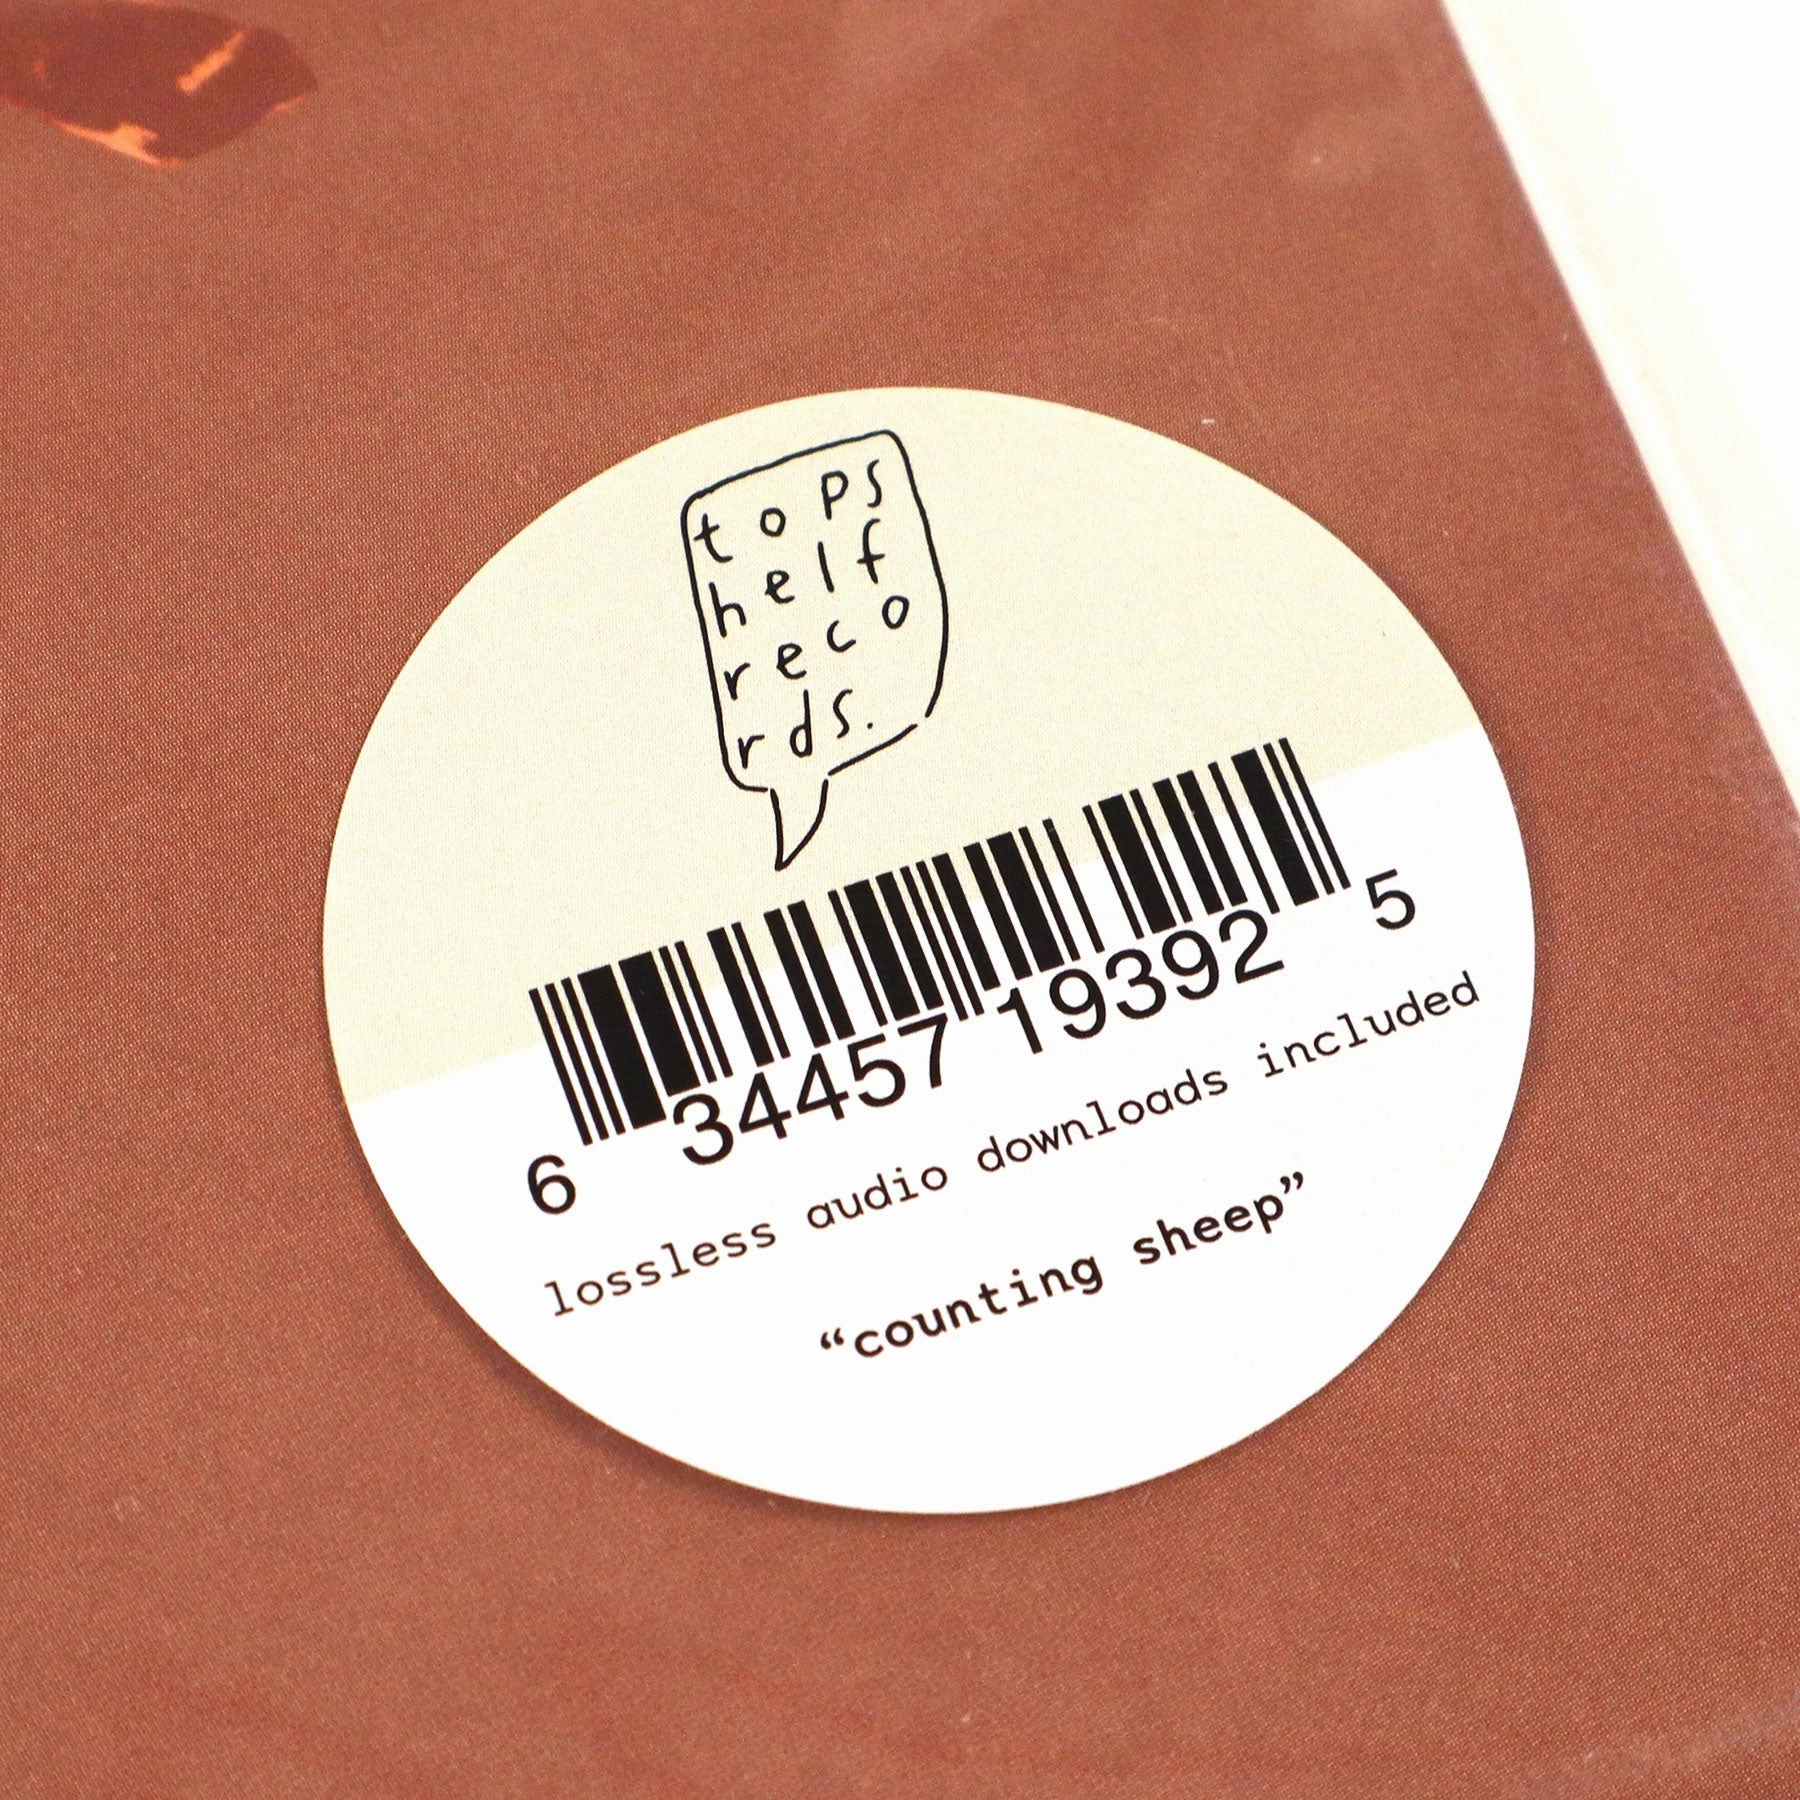 tops
helf
reco
rds.
6 34457 19392 5
lossless audio downloads included
“counting sheep”